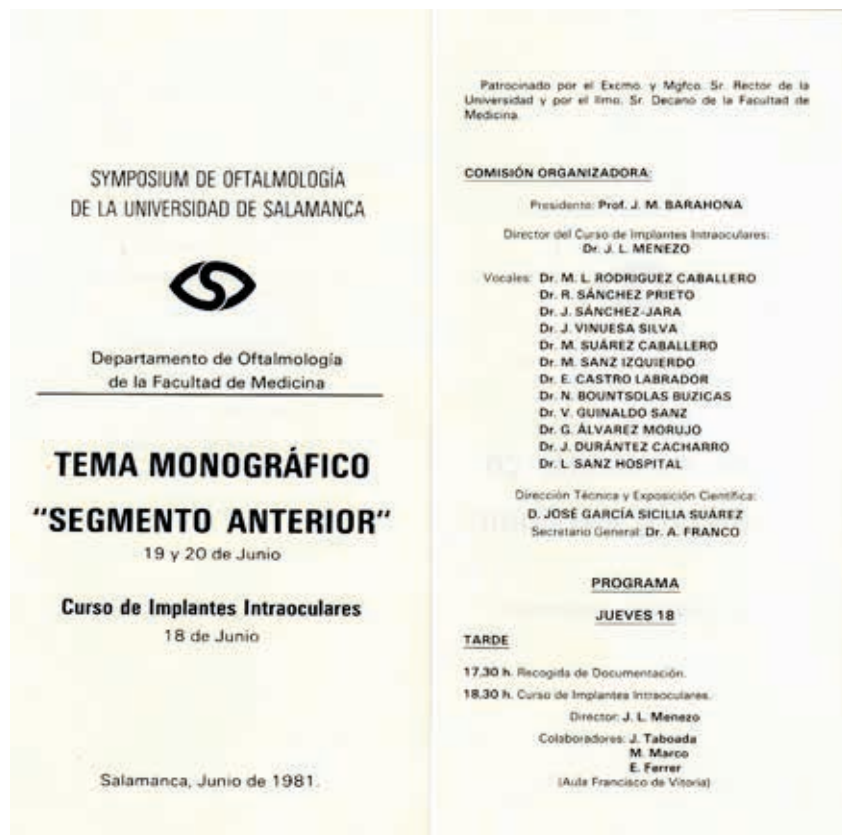 SYMPOSIUM DE OFTALMOLOGÍA
DE LA UNIVERSIDAD DE SALAMANCA
Departamento de Oftalmología
de la Facultad de Medicina
TEMA MONOGRÁFICO
"SEGMENTO ANTERIOR"
19 y 20 de Junio
Curso de Implantes Intraoculares
18 de Junio
Salamanca, Junio de 1981.
Patrocinado por el Excmo. y Mgfco. Sr. Rector de la
Universidad y por el Ilmo. Sr. Decano de la Facultad de
Medicina.
COMISIÓN ORGANIZADORA:
Presidente: Prof. J. M. BARAHONA
Director del Curso de Implantes Intraoculares:
Dr. J. L. MENEZO
Vocales: Dr. M. L. RODRIGUEZ CABALLERO
Dr. R. SÁNCHEZ PRIETO
Dr. J. SÁNCHEZ-JARA
Dr. J. VINUESA SILVA
Dr. M. SUÁREZ CABALLERO
Dr. M. SANZ IZQUIERDO
Dr. E. CASTRO LABRADOR
Dr. N. BOUNTSOLAS BUZICAS
Dr. V. GUINALDO SANZ
Dr. G. ÁLVAREZ MORUJO
Dr. J. DURÁNTEZ CACHARRO
Dr. L. SANZ HOSPITAL
Dirección Técnica y Exposición Científica:
D. JOSÉ GARCÍA SICILIA SUÁREZ
Secretario General: Dr. A. FRANCO
PROGRAMA
JUEVES 18
TARDE
17,30 h. Recogida de Documentación.
18,30 h. Curso de Implantes Intraoculares.
Director: J. L. Menezo
Colaboradores: J. Taboada
M. Marco
E. Ferrer
(Aula Francisco de Vitoria)